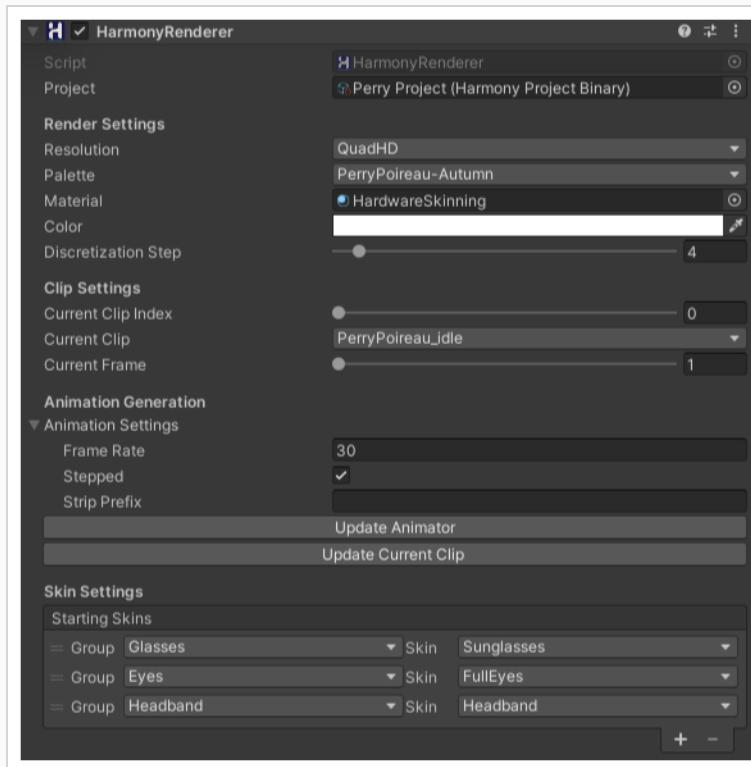 HarmonyRenderer
Script HarmonyRenderer
Project Perry Project (Harmony Project Binary)
Render Settings
Resolution QuadHD
Palette PerryPoireau-Autumn
Material HardwareSkinning
Color
Discretization Step 4
Clip Settings
Current Clip Index 0
Current Clip PerryPoireau_idle
Current Frame 1
Animation Generation
Animation Settings
Frame Rate 30
Stepped
Strip Prefix
Update Animator
Update Current Clip
Skin Settings
Starting Skins
Group Glasses Skin Sunglasses
Group Eyes Skin FullEyes
Group Headband Skin Headband